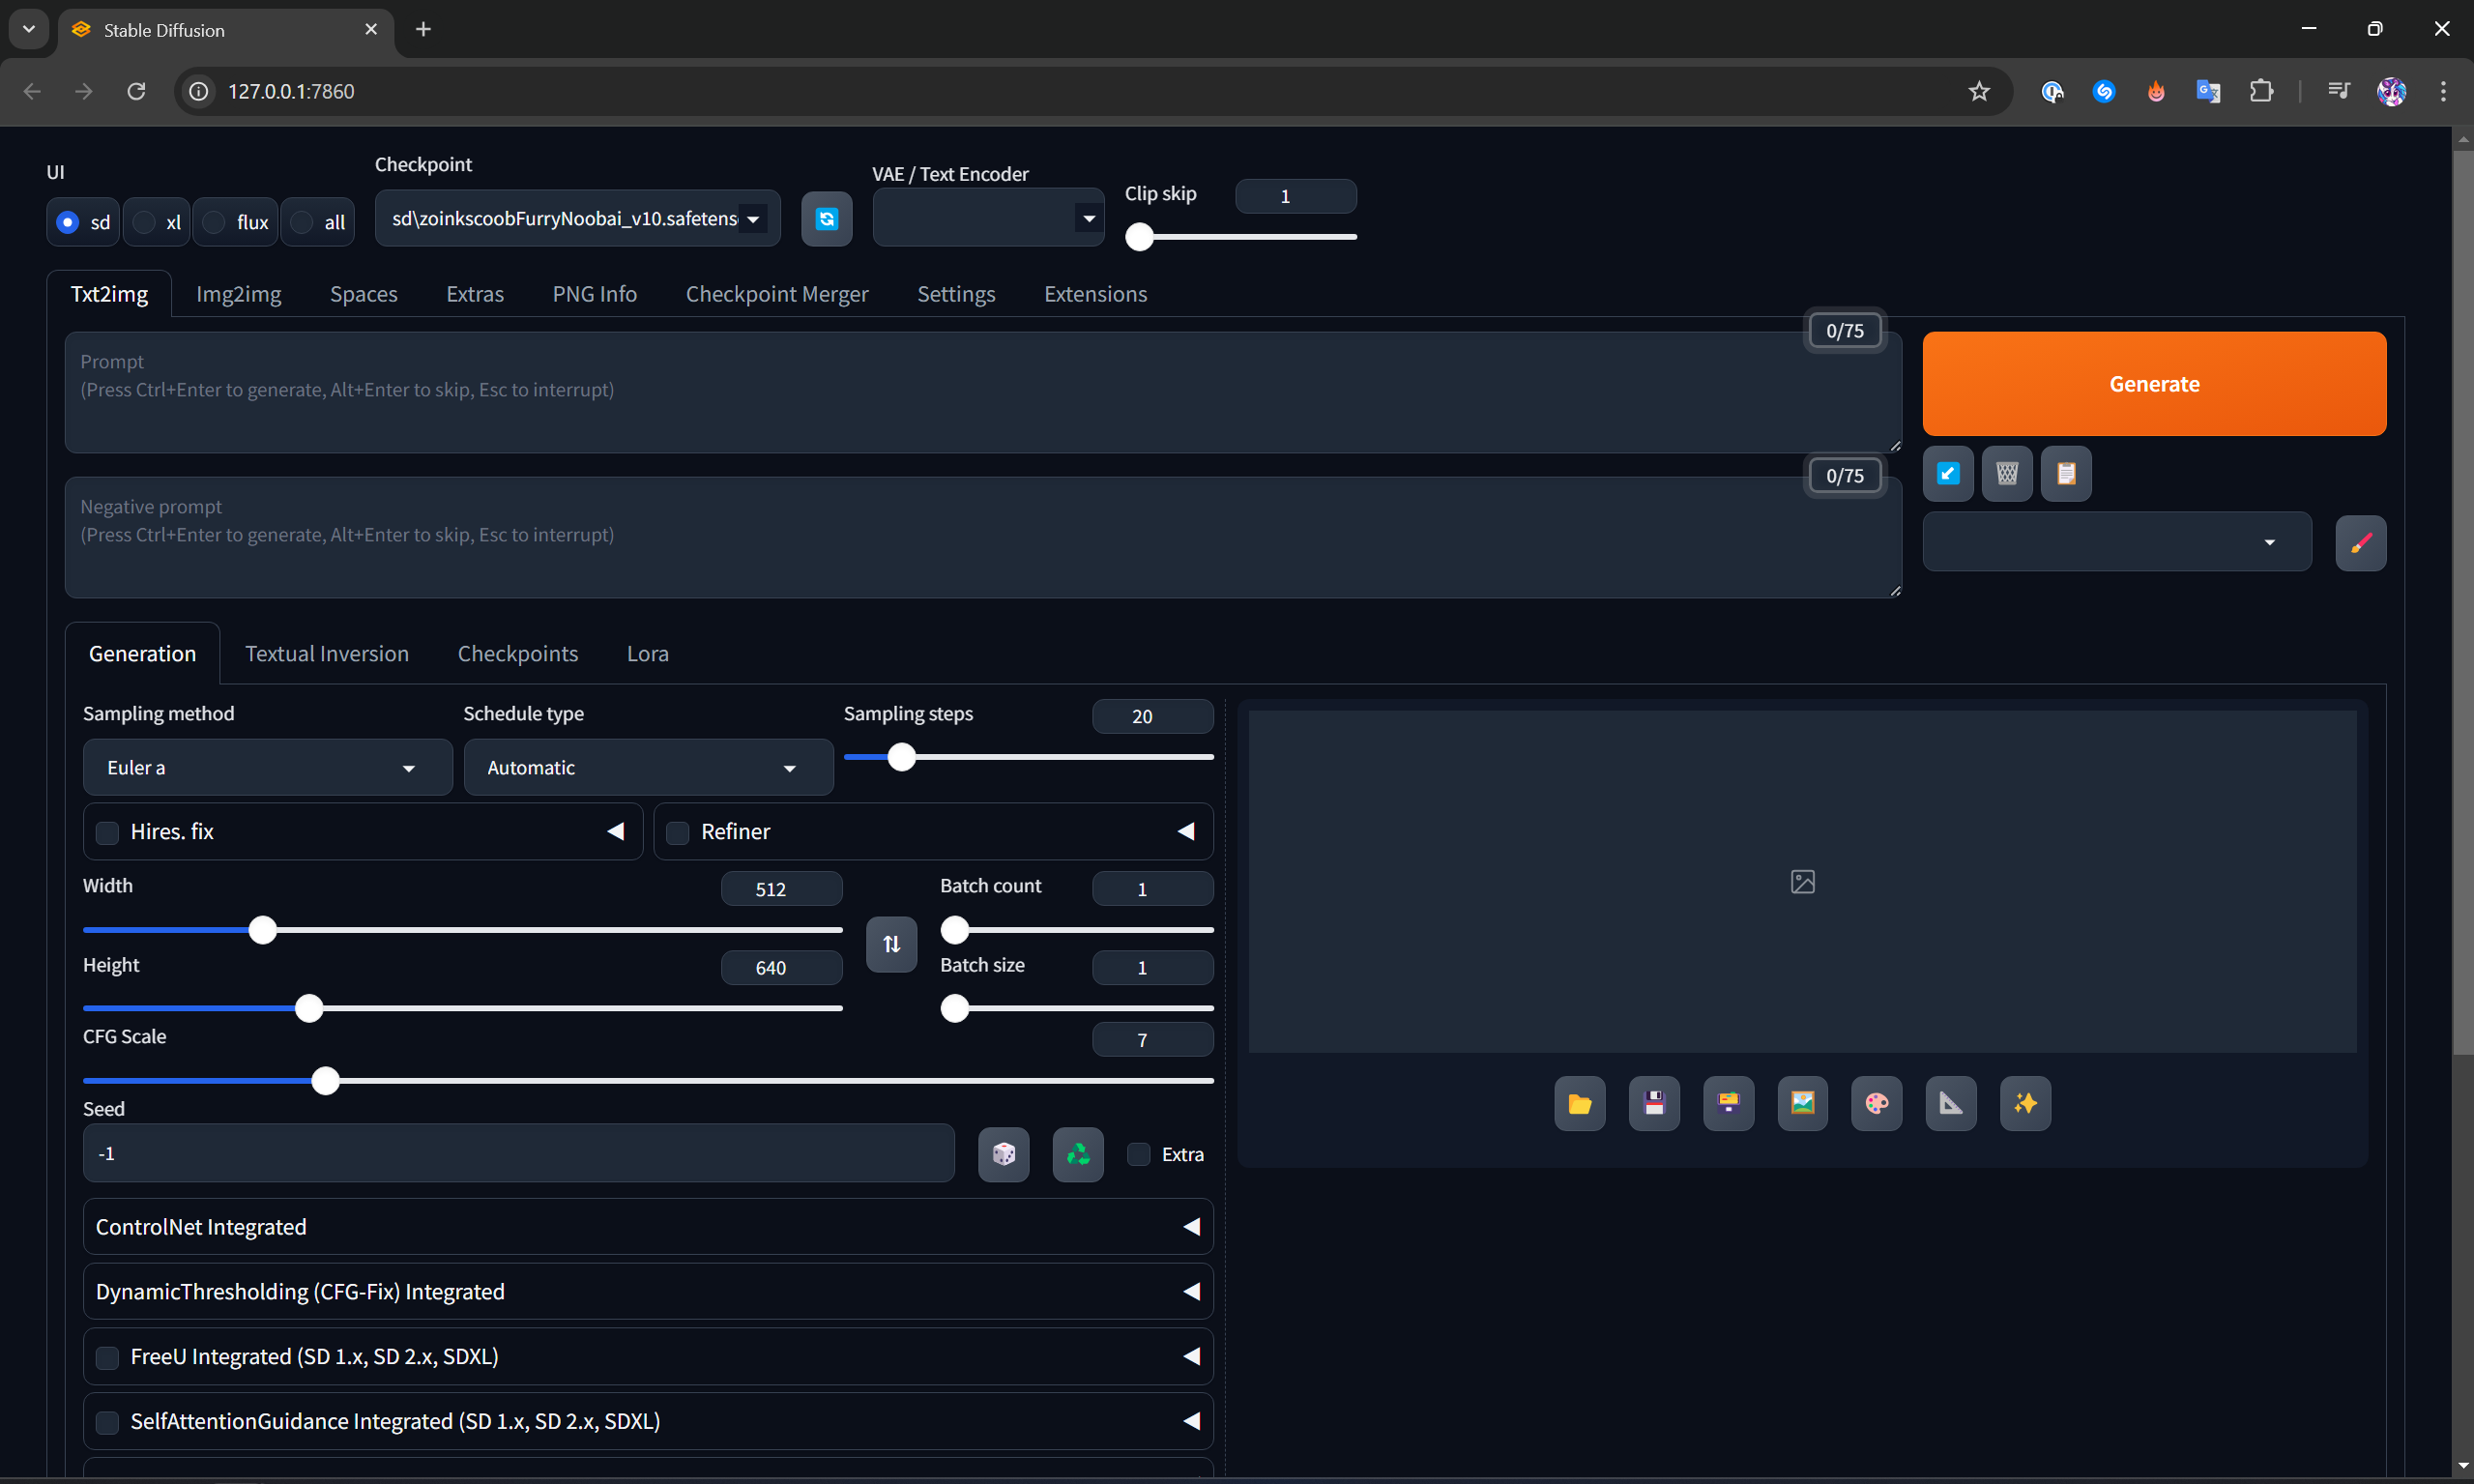 Stable Diffusion
127.0.0.1:7860
UI
Checkpoint
VAE / Text Encoder
Clip skip
1
sd
xl
flux
all
sd\zoinkscoobFurryNoobai_v10.safetens
Txt2img
Img2img
Spaces
Extras
PNG Info
Checkpoint Merger
Settings
Extensions
0/75
Prompt
(Press Ctrl+Enter to generate, Alt+Enter to skip, Esc to interrupt)
Generate
0/75
Negative prompt
(Press Ctrl+Enter to generate, Alt+Enter to skip, Esc to interrupt)
Generation
Textual Inversion
Checkpoints
Lora
Sampling method
Schedule type
Sampling steps
20
Euler a
Automatic
Hires. fix
Refiner
Width
512
Batch count
1
Height
640
Batch size
1
CFG Scale
7
Seed
-1
Extra
ControlNet Integrated
DynamicThresholding (CFG-Fix) Integrated
FreeU Integrated (SD 1.x, SD 2.x, SDXL)
SelfAttentionGuidance Integrated (SD 1.x, SD 2.x, SDXL)